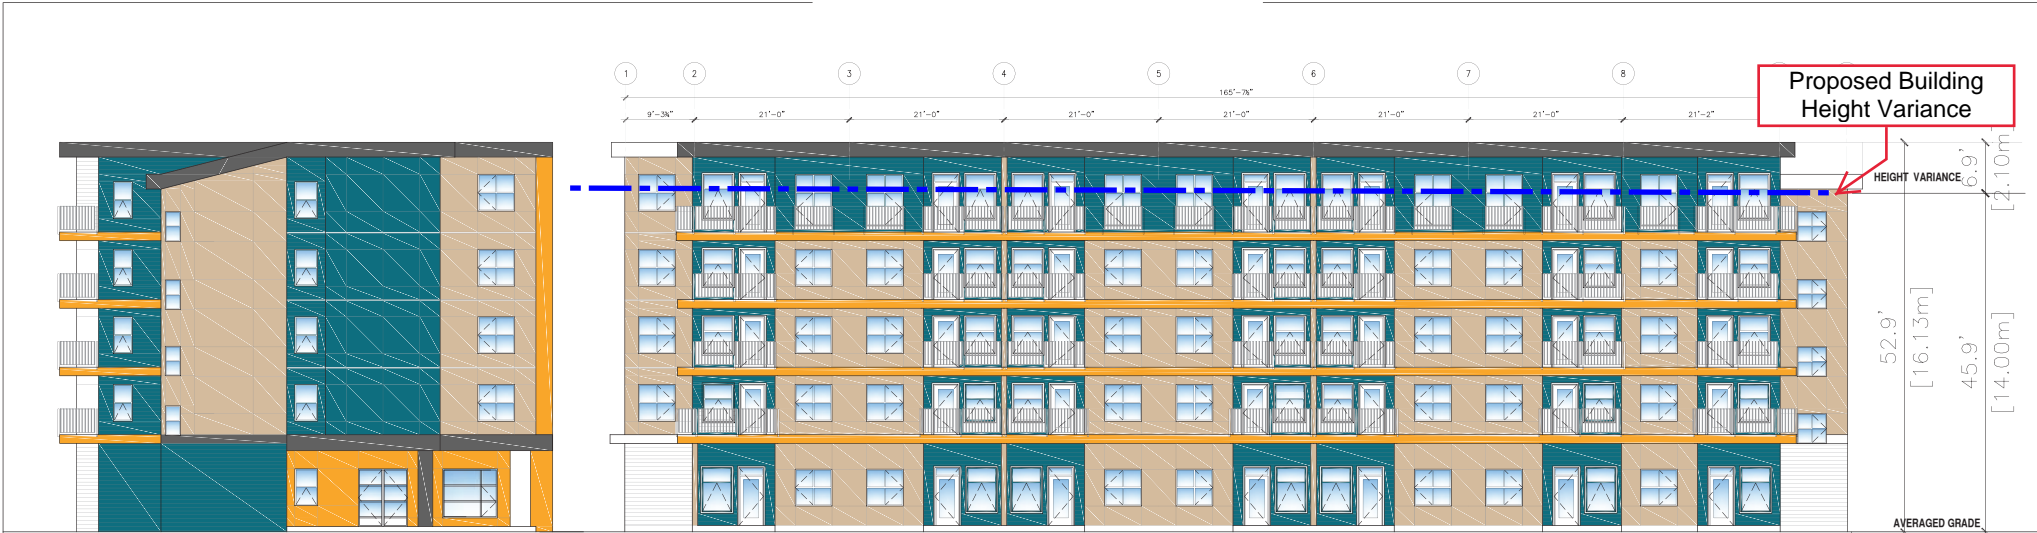 1 2 3 4 5 6 7 8
165'-7⅞"
9'-3¾" 21'-0" 21'-0" 21'-0" 21'-0" 21'-0" 21'-0" 21'-2"
Proposed Building
Height Variance
HEIGHT VARIANCE
6.9'
[2.10m]
52.9'
[16.13m]
45.9'
[14.00m]
AVERAGED GRADE